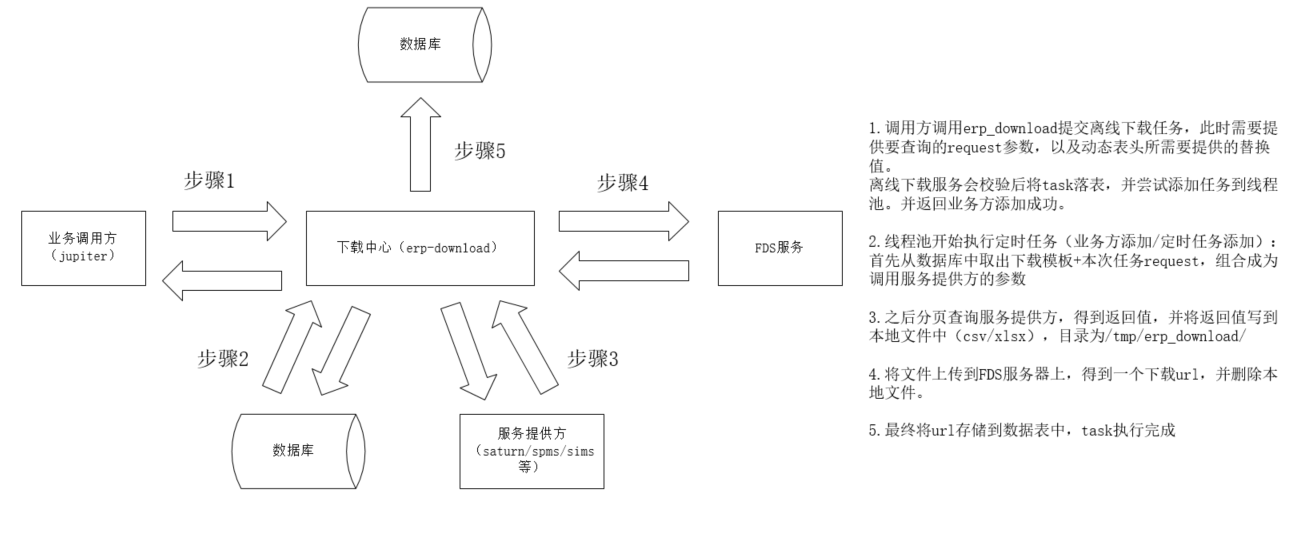 数据库
步骤5
步骤1
步骤4
业务调用方
（jupiter）
下载中心（erp-download）
FDS服务
步骤2
步骤3
数据库
服务提供方
（saturn/spms/sims
等）
1.调用方调用erp_download提交离线下载任务，此时需要提
供要查询的request参数，以及动态表头所需要提供的替换
值。
离线下载服务会校验后将task落表，并尝试添加任务到线程
池。并返回业务方添加成功。
2.线程池开始执行定时任务（业务方添加/定时任务添加）：
首先从数据库中取出下载模板+本次任务request，组合成为
调用服务提供方的参数
3.之后分页查询服务提供方，得到返回值，并将返回值写到
本地文件中（csv/xlsx），目录为/tmp/erp_download/
4.将文件上传到FDS服务器上，得到一个下载url，并删除本
地文件。
5.最终将url存储到数据表中，task执行完成